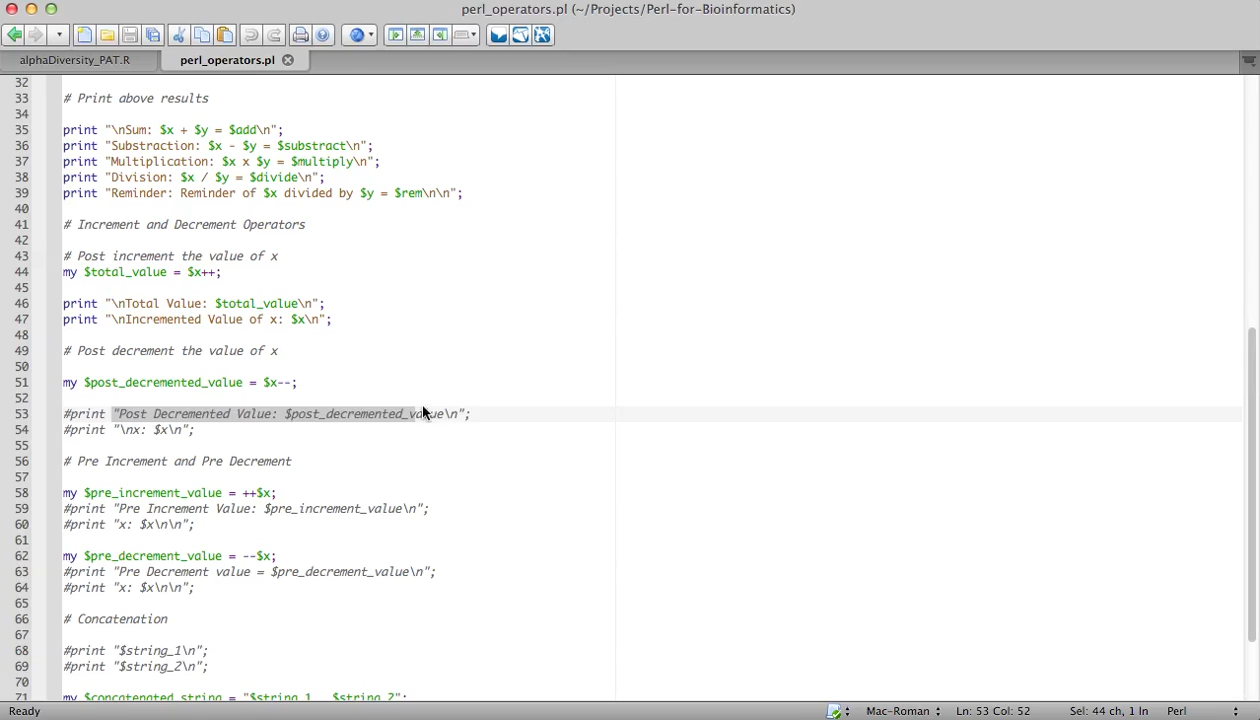 perl_operators.pl (~/Projects/Perl-for-Bioinformatics)
alphaDiversity_PAT.R perl_operators.pl
32
33 # Print above results
34
35 print "\nSum: $x + $y = $add\n";
36 print "Substraction: $x - $y = $substract\n";
37 print "Multiplication: $x x $y = $multiply\n";
38 print "Division: $x / $y = $divide\n";
39 print "Reminder: Reminder of $x divided by $y = $rem\n\n";
40
41 # Increment and Decrement Operators
42
43 # Post increment the value of x
44 my $total_value = $x++;
45
46 print "\nTotal Value: $total_value\n";
47 print "\nIncremented Value of x: $x\n";
48
49 # Post decrement the value of x
50
51 my $post_decremented_value = $x--;
52
53 #print "Post Decremented Value: $post_decremented_value\n";
54 #print "\nx: $x\n";
55
56 # Pre Increment and Pre Decrement
57
58 my $pre_increment_value = ++$x;
59 #print "Pre Increment Value: $pre_increment_value\n";
60 #print "x: $x\n\n";
61
62 my $pre_decrement_value = --$x;
63 #print "Pre Decrement value = $pre_decrement_value\n";
64 #print "x: $x\n\n";
65
66 # Concatenation
67
68 #print "$string_1\n";
69 #print "$string_2\n";
70
71 my $concatenated_string = "$string_1 $string_2";
Ready Mac-Roman Ln: 53 Col: 52 Sel: 44 ch, 1 ln Perl